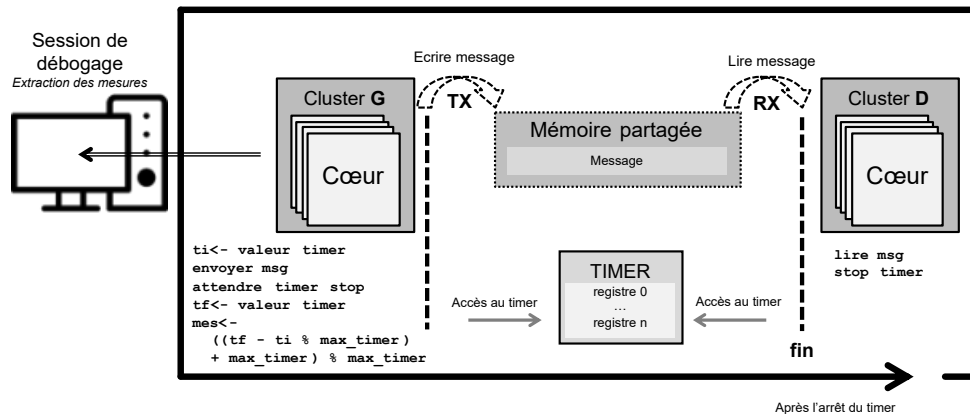 Session de
débogage
Extraction des mesures
Ecrire message
Lire message
Cluster G
TX
RX
Cluster D
Mémoire partagée
Message
Cœur
Cœur
ti<- valeur timer
envoyer msg
attendre timer stop
tf<- valeur timer
mes<-
((tf - ti % max_timer)
+ max_timer) % max_timer
lire msg
stop timer
TIMER
registre 0
...
registre n
Accès au timer
Accès au timer
fin
Après l'arrêt du timer